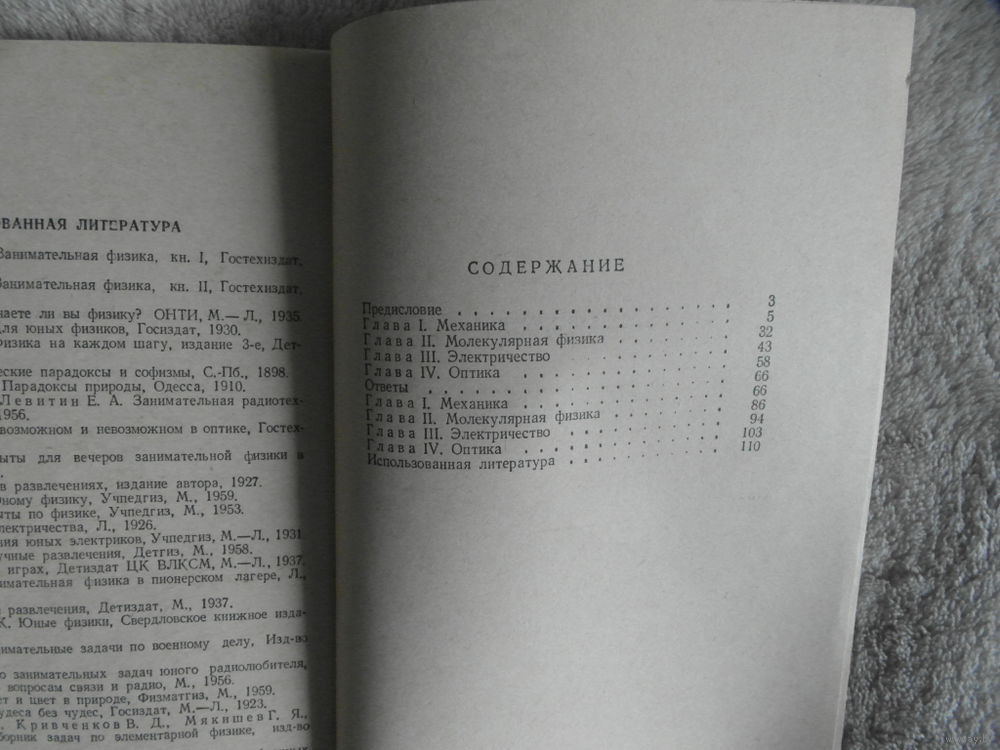 ВАННАЯ ЛИТЕРАТУРА
Занимательная физика, кн. I, Гостехиздат,
Занимательная физика, кн. II, Гостехиздат,
наете ли вы физику? ОНТИ, М.—Л., 1935.
для юных физиков, Госиздат, 1930.
Физика на каждом шагу, издание 3-е, Дет-
еские парадоксы и софизмы, С.-Пб., 1898.
Парадоксы природы, Одесса, 1910.
Левитин Е. А. Занимательная радиотех-
1956.
возможном и невозможном в оптике, Гостех-
ыты для вечеров занимательной физики в
в развлечениях, издание автора, 1927.
ному физику, Учпедгиз, М., 1959.
ыты по физике, Учпедгиз, М., 1953.
лектричества, Л., 1926.
ния юных электриков, Учпедгиз, М.—Л., 1931
учные развлечения, Детгиз, М., 1958.
играх, Детиздат ЦК ВЛКСМ, М.—Л., 1937.
имательная физика в пионерском лагере, Л.,
развлечения, Детиздат, М., 1937.
К. Юные физики, Свердловское книжное изда-
нимательные задачи по военному делу, Изд-во
о занимательных задач юного радиолюбителя,
вопросам связи и радио, М., 1956.
ет и цвет в природе, Физматгиз, М., 1959.
удеса без чудес, Госиздат, М.—Л., 1923.
Кривченков В. Д., Мякишев Г. Я.,
борник задач по элементарной физике, изд-во
СОДЕРЖАНИЕ
Предисловие . . . . . . . . . . . . . . . 3
Глава I. Механика . . . . . . . . . . . . 5
Глава II. Молекулярная физика . . . . . . 32
Глава III. Электричество . . . . . . . . . 43
Глава IV. Оптика . . . . . . . . . . . . 58
Ответы . . . . . . . . . . . . . . . . . 66
Глава I. Механика . . . . . . . . . . . . 66
Глава II. Молекулярная физика . . . . . . 86
Глава III. Электричество . . . . . . . . . 94
Глава IV. Оптика . . . . . . . . . . . . 103
Использованная литература . . . . . . . . 110